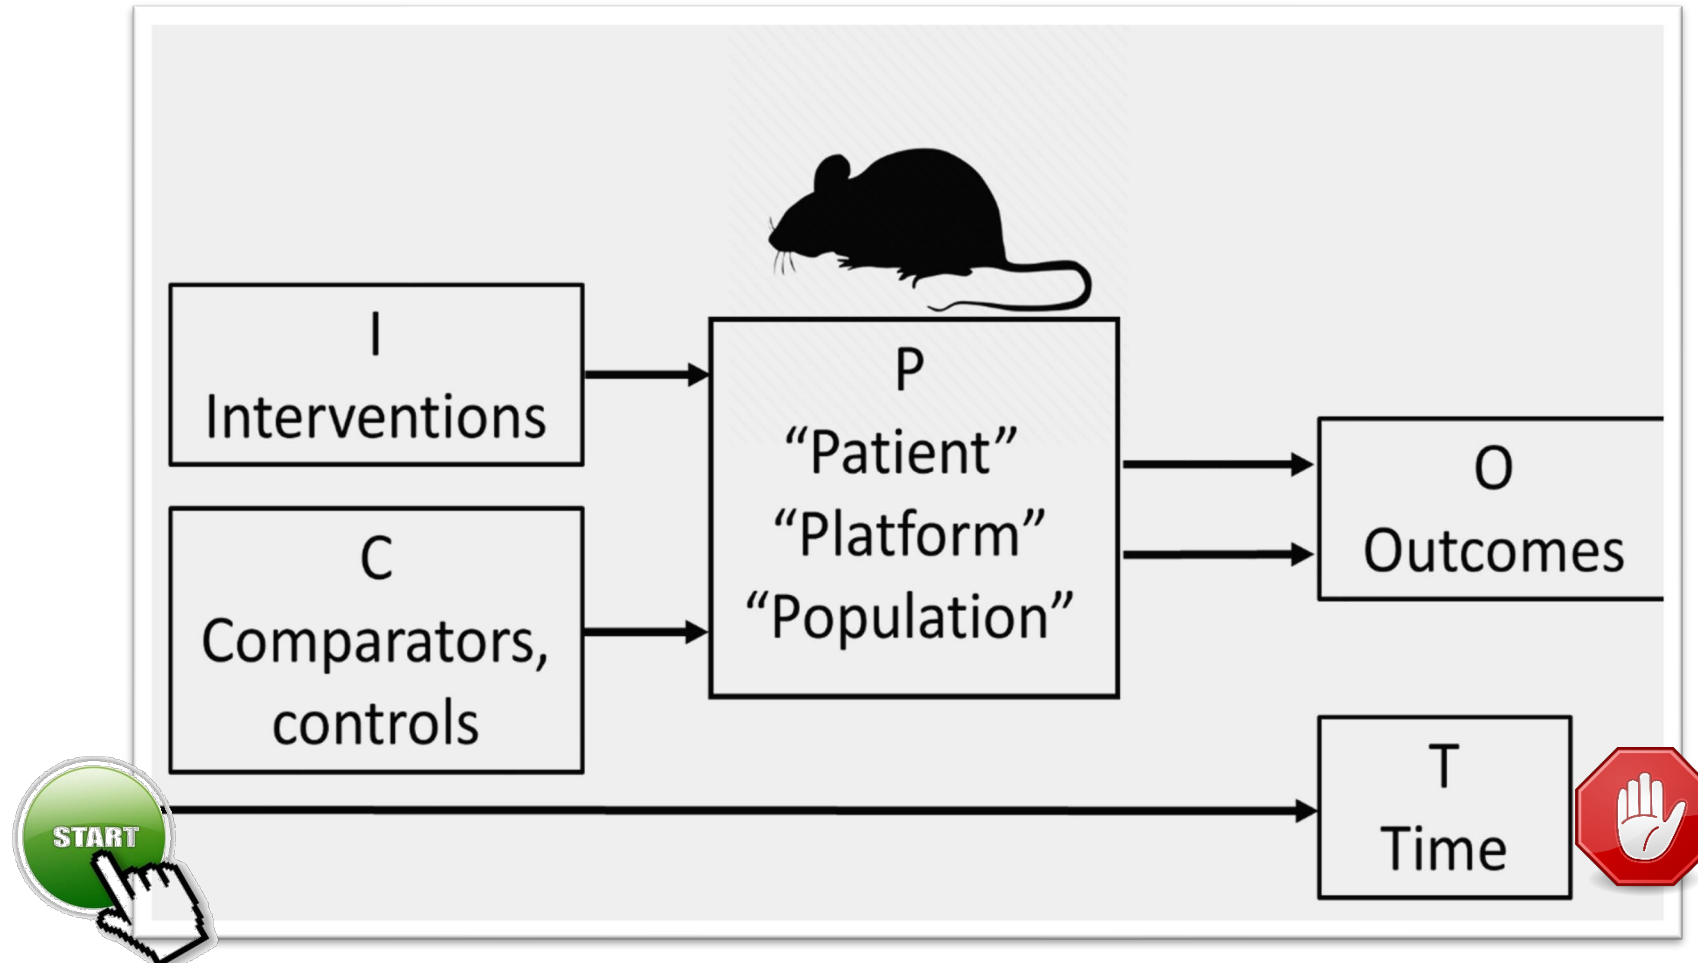 I
Interventions
C
Comparators,
controls
P
“Patient”
“Platform”
“Population”
O
Outcomes
T
Time
START